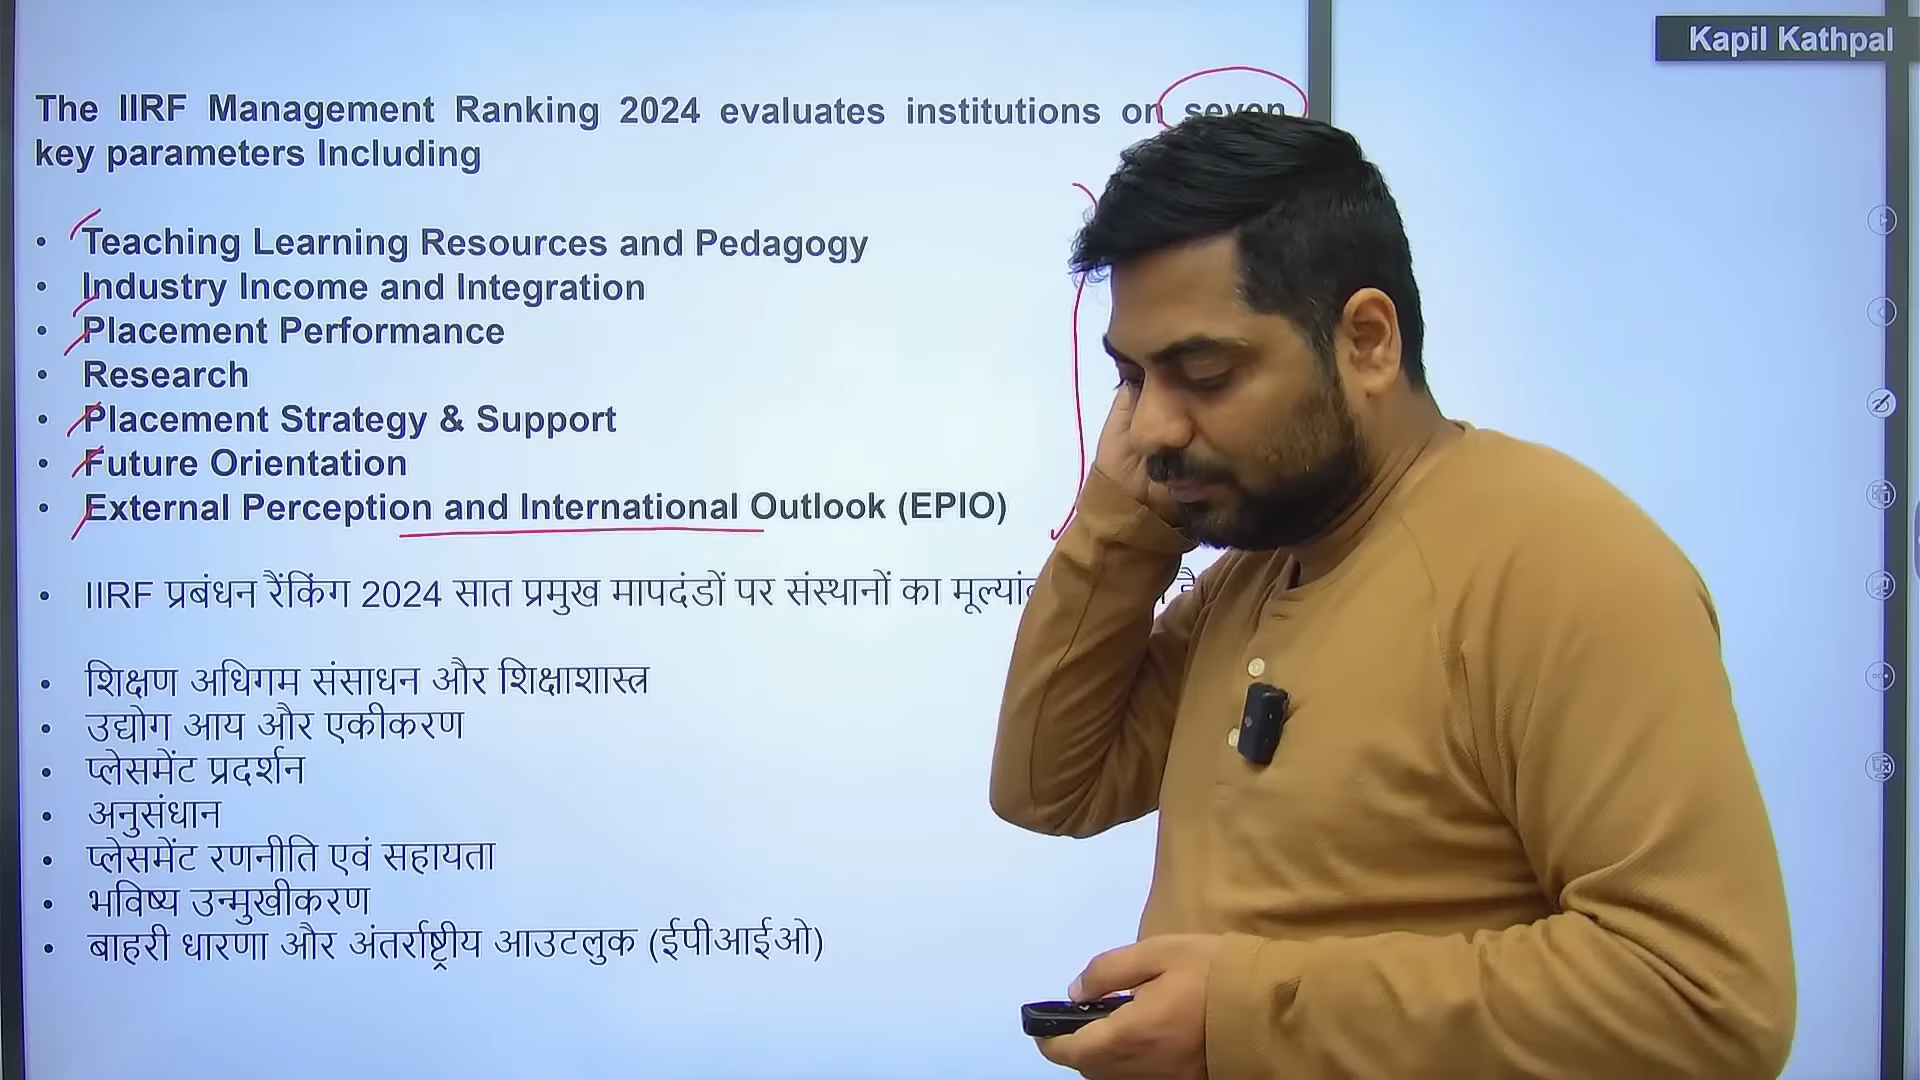 Kapil Kathpal
The IIRF Management Ranking 2024 evaluates institutions on seven
key parameters Including
• Teaching Learning Resources and Pedagogy
• Industry Income and Integration
• Placement Performance
• Research
• Placement Strategy & Support
• Future Orientation
• External Perception and International Outlook (EPIO)
• IIRF प्रबंधन रैंकिंग 2024 सात प्रमुख मापदंडों पर संस्थानों का
• शिक्षण अधिगम संसाधन और शिक्षाशास्त्र
• उद्योग आय और एकीकरण
• प्लेसमेंट प्रदर्शन
• अनुसंधान
• प्लेसमेंट रणनीति एवं सहायता
• भविष्य उन्मुखीकरण
• बाहरी धारणा और अंतर्राष्ट्रीय आउटलुक (ईपीआईओ)